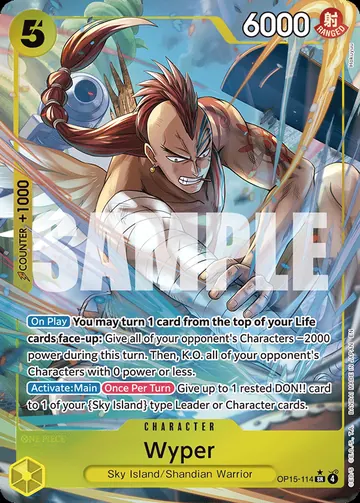 5
6000
射
RANGED
COUNTER +1000
SAMPLE
On Play You may turn 1 card from the top of your Life
cards face-up: Give all of your opponent's Characters −2000
power during this turn. Then, K.O. all of your opponent's
Characters with 0 power or less.
Activate:Main Once Per Turn Give up to 1 rested DON!! card
to 1 of your {Sky Island} type Leader or Character cards.
CHARACTER
Wyper
Sky Island/Shandian Warrior
OP15-114 SR 4
ONE PIECE